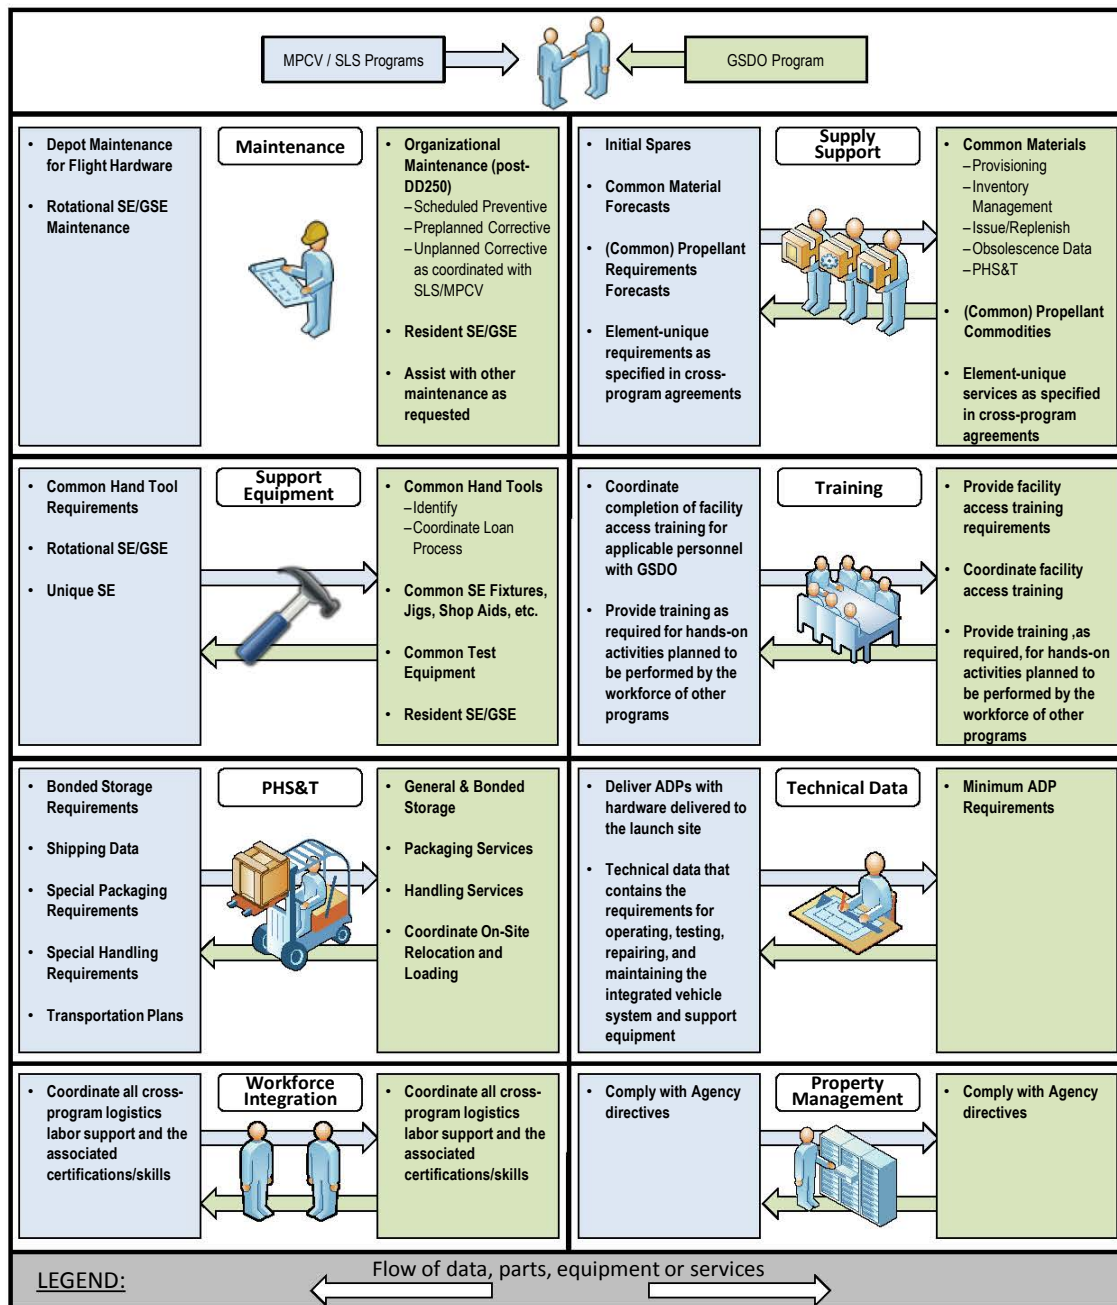 MPCV / SLS Programs
GSDO Program
Maintenance
• Depot Maintenance
for Flight Hardware
• Rotational SE/GSE
Maintenance
• Organizational
Maintenance (post-
DD250)
–Scheduled Preventive
–Preplanned Corrective
–Unplanned Corrective
as coordinated with
SLS/MPCV
• Resident SE/GSE
• Assist with other
maintenance as
requested
Supply
Support
• Initial Spares
• Common Material
Forecasts
• (Common) Propellant
Requirements
Forecasts
• Element-unique
requirements as
specified in cross-
program agreements
• Common Materials
–Provisioning
–Inventory
Management
–Issue/Replenish
–Obsolescence Data
–PHS&T
• (Common) Propellant
Commodities
• Element-unique
services as specified
in cross-program
agreements
Support
Equipment
• Common Hand Tool
Requirements
• Rotational SE/GSE
• Unique SE
• Common Hand Tools
–Identify
–Coordinate Loan
Process
• Common SE Fixtures,
Jigs, Shop Aids, etc.
• Common Test
Equipment
• Resident SE/GSE
Training
• Coordinate
completion of facility
access training for
applicable personnel
with GSDO
• Provide training as
required for hands-on
activities planned to
be performed by the
workforce of other
programs
• Provide facility
access training
requirements
• Coordinate facility
access training
• Provide training ,as
required, for hands-on
activities planned to
be performed by the
workforce of other
programs
PHS&T
• Bonded Storage
Requirements
• Shipping Data
• Special Packaging
Requirements
• Special Handling
Requirements
• Transportation Plans
• General & Bonded
Storage
• Packaging Services
• Handling Services
• Coordinate On-Site
Relocation and
Loading
Technical Data
• Deliver ADPs with
hardware delivered to
the launch site
• Technical data that
contains the
requirements for
operating, testing,
repairing, and
maintaining the
integrated vehicle
system and support
equipment
• Minimum ADP
Requirements
Workforce
Integration
• Coordinate all cross-
program logistics
labor support and the
associated
certifications/skills
• Coordinate all cross-
program logistics
labor support and the
associated
certifications/skills
Property
Management
• Comply with Agency
directives
• Comply with Agency
directives
LEGEND:
Flow of data, parts, equipment or services